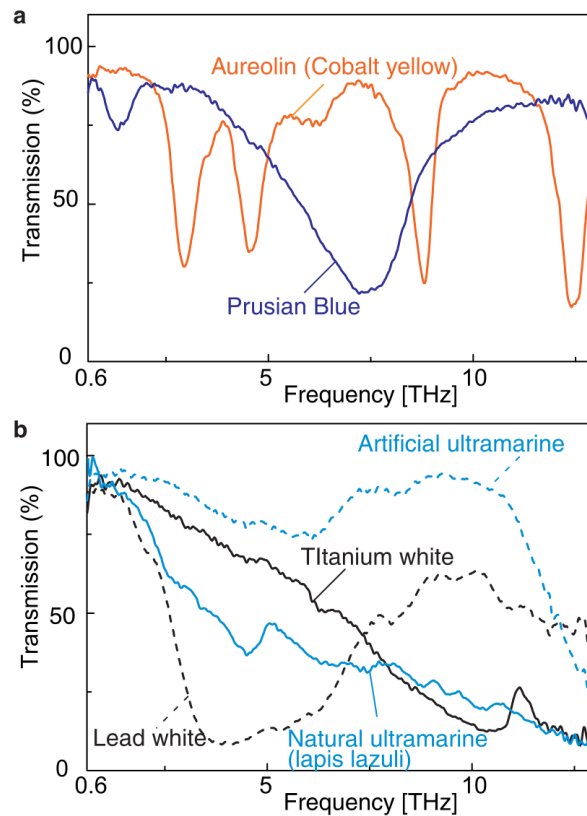 a
100
Aureolin (Cobalt yellow)
Transmission (%)
50
Prusian Blue
0
0.6
5
10
Frequency [THz]
b
Artificial ultramarine
100
TItanium white
Transmission (%)
50
Lead white
Natural ultramarine
(lapis lazuli)
0
0.6
5
10
Frequency [THz]